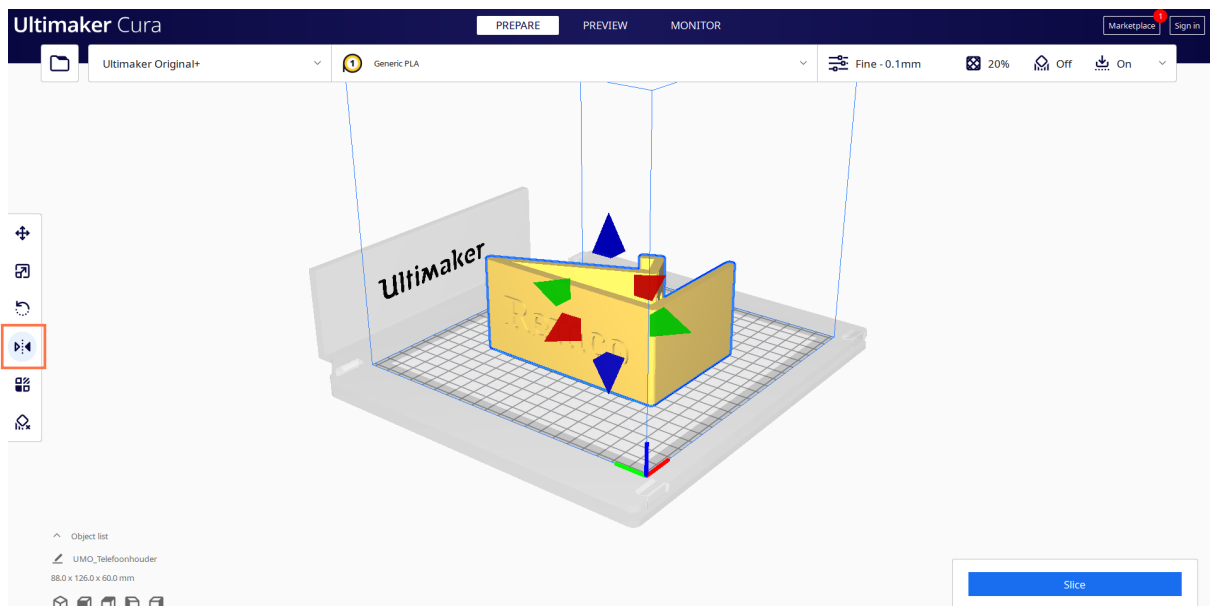 Ultimaker Cura
PREPARE PREVIEW MONITOR
Marketplace 1 Sign in
Ultimaker Original+ 1 Generic PLA Fine - 0.1mm 20% Off On
Ultimaker
Remco
Object list
UMO_Telefoonhouder
88.0 x 126.0 x 60.0 mm
Slice